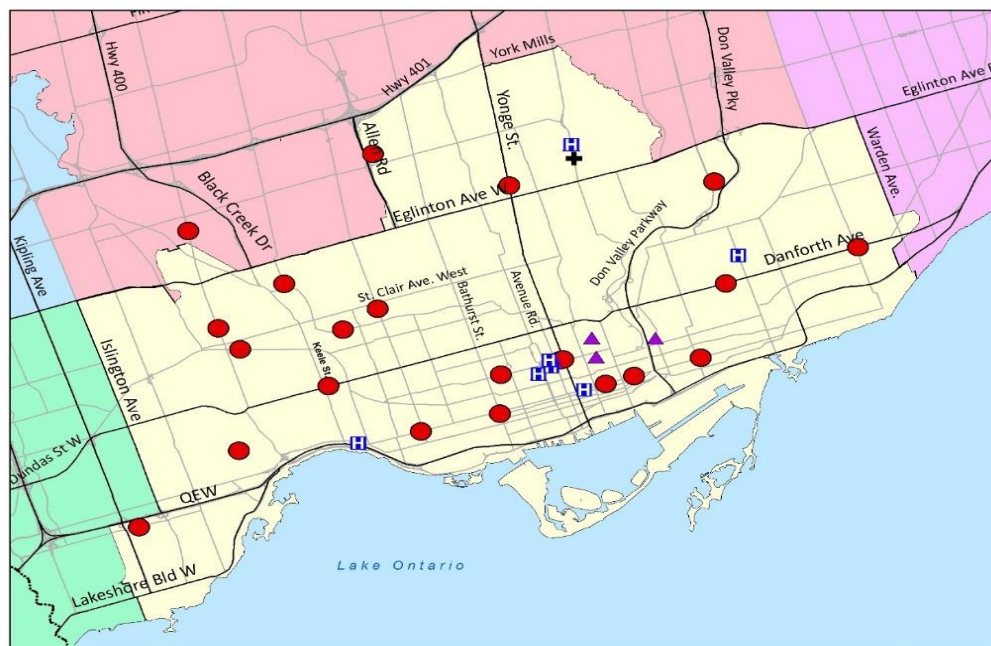 Hwy 400
Hwy 401
York Mills
Don Valley Pky
Yonge St.
Allen Rd
H
Eglinton Ave
Warden Ave.
Black Creek Dr
Eglinton Ave W
Kipling Ave
Don Valley Parkway
H
Danforth Ave
St. Clair Ave. West
Bathurst St.
Avenue Rd.
Islington Ave
Keele St.
H
H
H
H
Dundas St W
QEW
Lake Ontario
Lakeshore Bld W